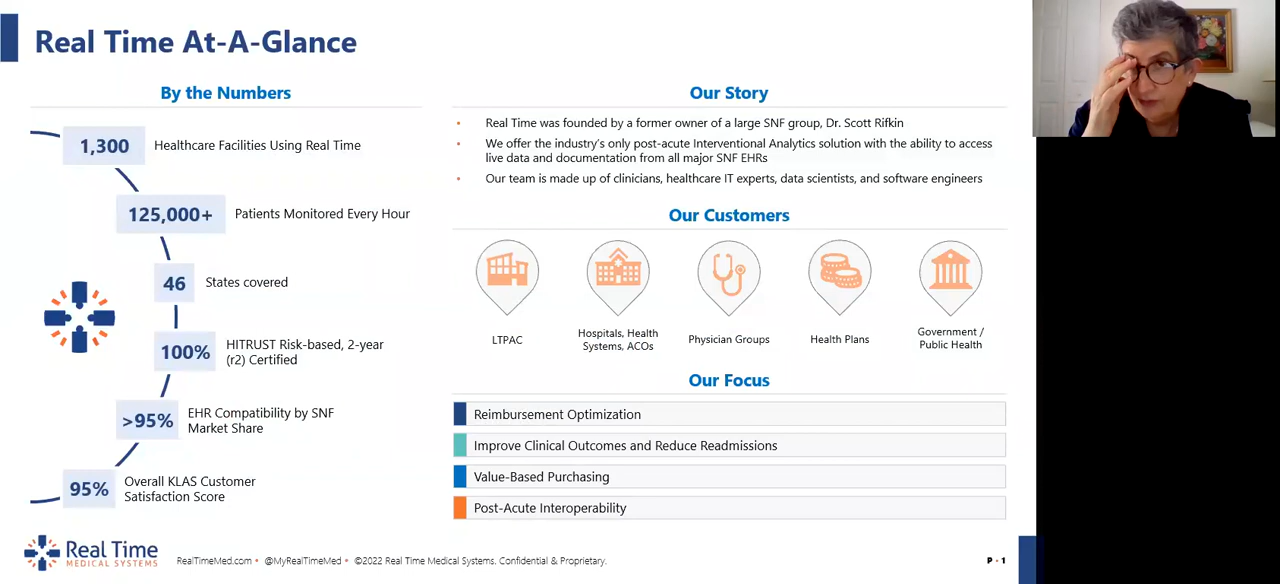 Real Time At-A-Glance
By the Numbers
1,300
Healthcare Facilities Using Real Time
125,000+
Patients Monitored Every Hour
46
States covered
100%
HITRUST Risk-based, 2-year
(r2) Certified
>95%
EHR Compatibility by SNF
Market Share
95%
Overall KLAS Customer
Satisfaction Score
Our Story
• Real Time was founded by a former owner of a large SNF group, Dr. Scott Rifkin
• We offer the industry's only post-acute Interventional Analytics solution with the ability to access
live data and documentation from all major SNF EHRs
• Our team is made up of clinicians, healthcare IT experts, data scientists, and software engineers
Our Customers
LTPAC
Hospitals, Health
Systems, ACOs
Physician Groups
Health Plans
Government /
Public Health
Our Focus
Reimbursement Optimization
Improve Clinical Outcomes and Reduce Readmissions
Value-Based Purchasing
Post-Acute Interoperability
Real Time
MEDICAL SYSTEMS
RealTimeMed.com • @MyRealTimeMed • ©2022 Real Time Medical Systems. Confidential & Proprietary.
P - 1